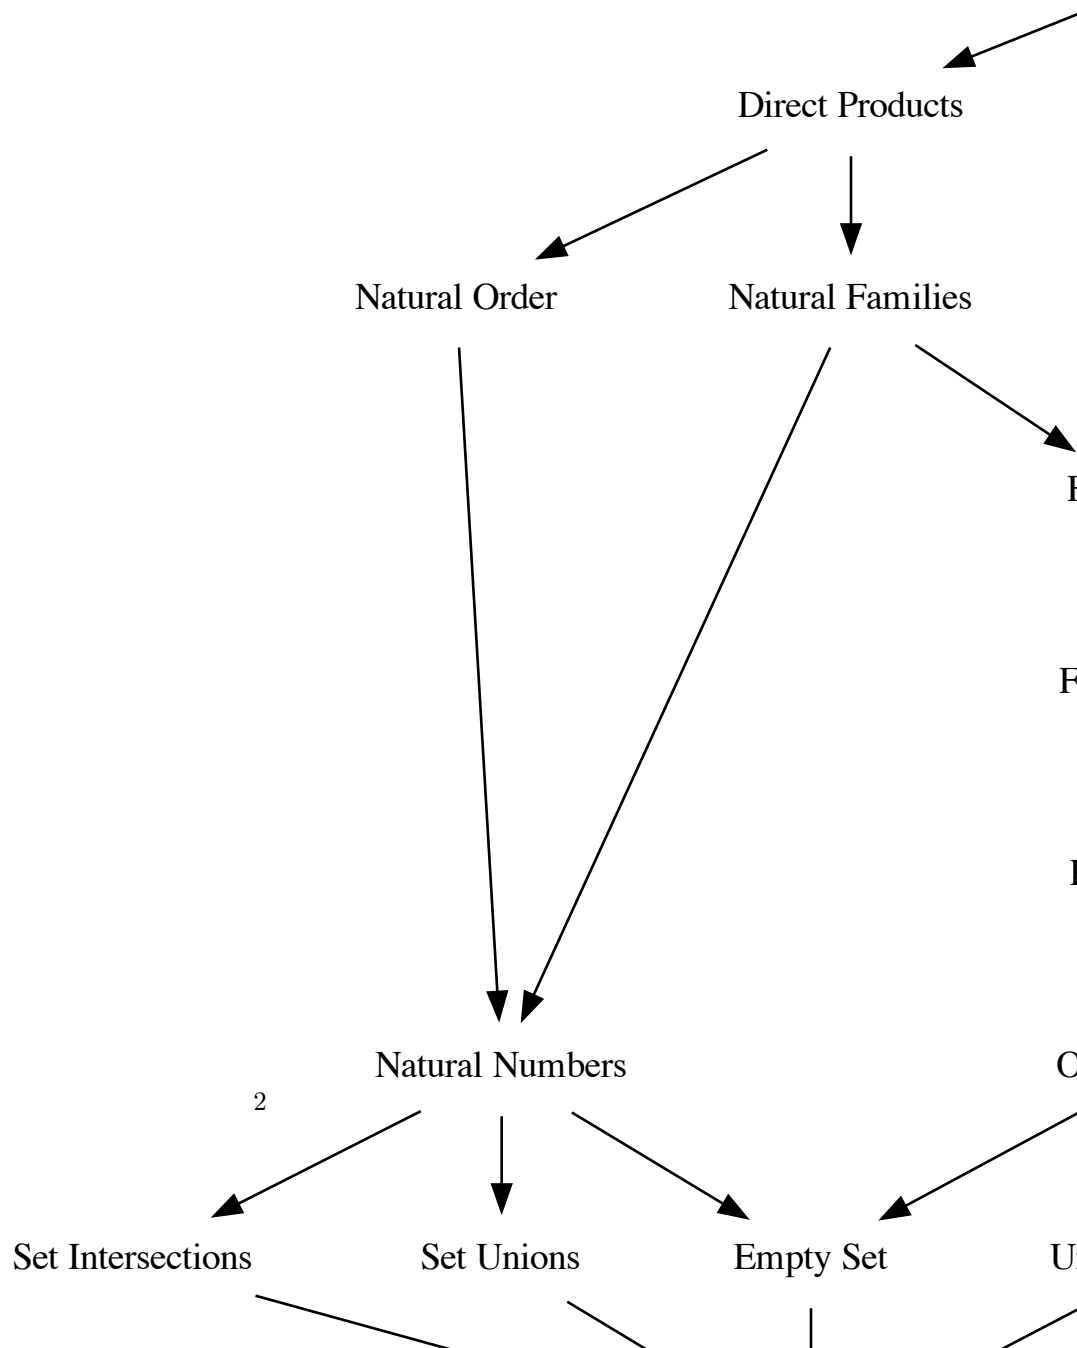 Direct Products
Natural Order
Natural Families
Natural Numbers
2
Set Intersections
Set Unions
Empty Set